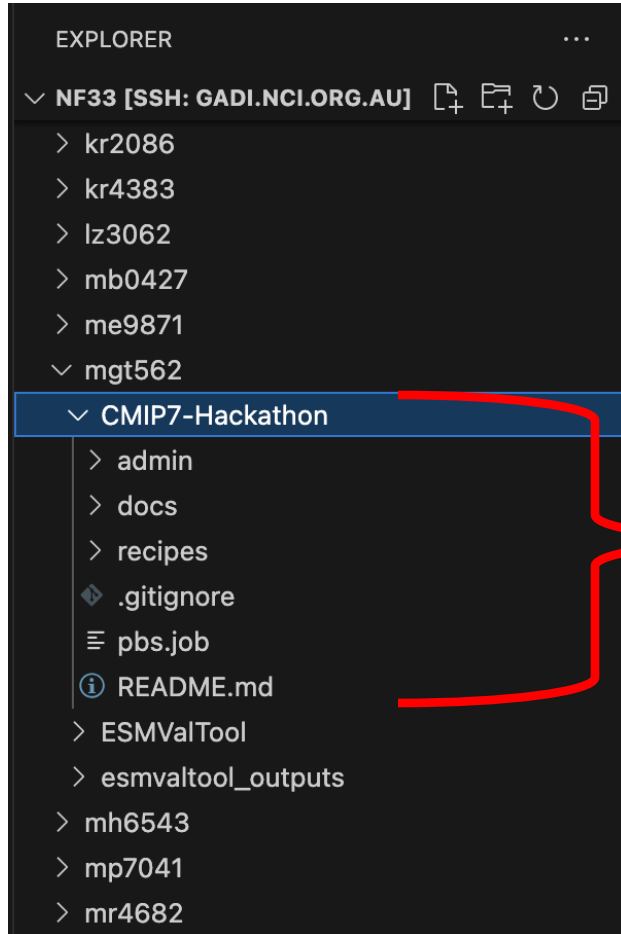 EXPLORER
NF33 [SSH: GADI.NCI.ORG.AU]
kr2086
kr4383
lz3062
mb0427
me9871
mgt562
CMIP7-Hackathon
admin
docs
recipes
.gitignore
pbs.job
README.md
ESMValTool
esmvaltool_outputs
mh6543
mp7041
mr4682